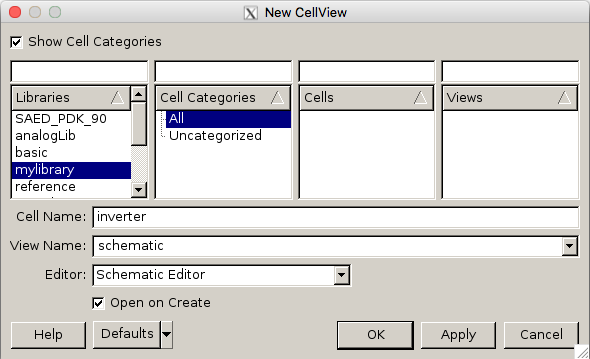 X New CellView
Show Cell Categories
Libraries Cell Categories Cells Views
SAED_PDK_90 All
analogLib Uncategorized
basic
mylibrary
reference
Cell Name: inverter
View Name: schematic
Editor: Schematic Editor
Open on Create
Help Defaults OK Apply Cancel